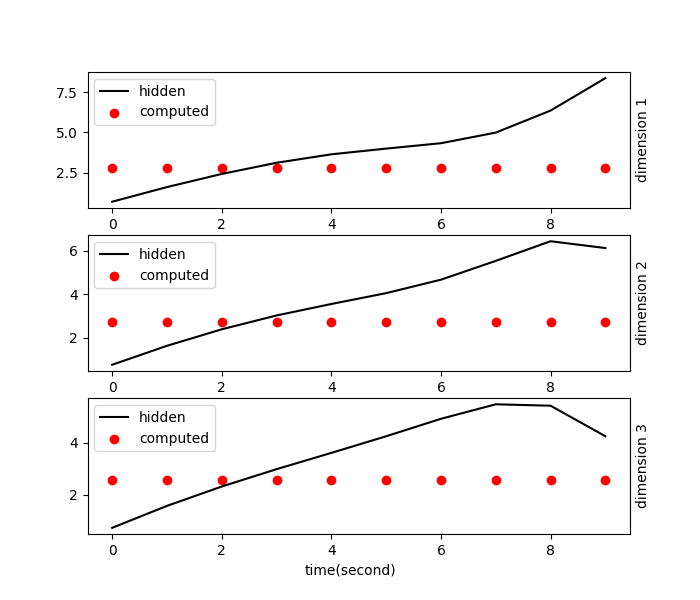 hidden
computed
7.5
5.0
2.5
0 2 4 6 8
dimension 1
hidden
computed
6
4
2
0 2 4 6 8
dimension 2
hidden
computed
4
2
0 2 4 6 8
dimension 3
time(second)